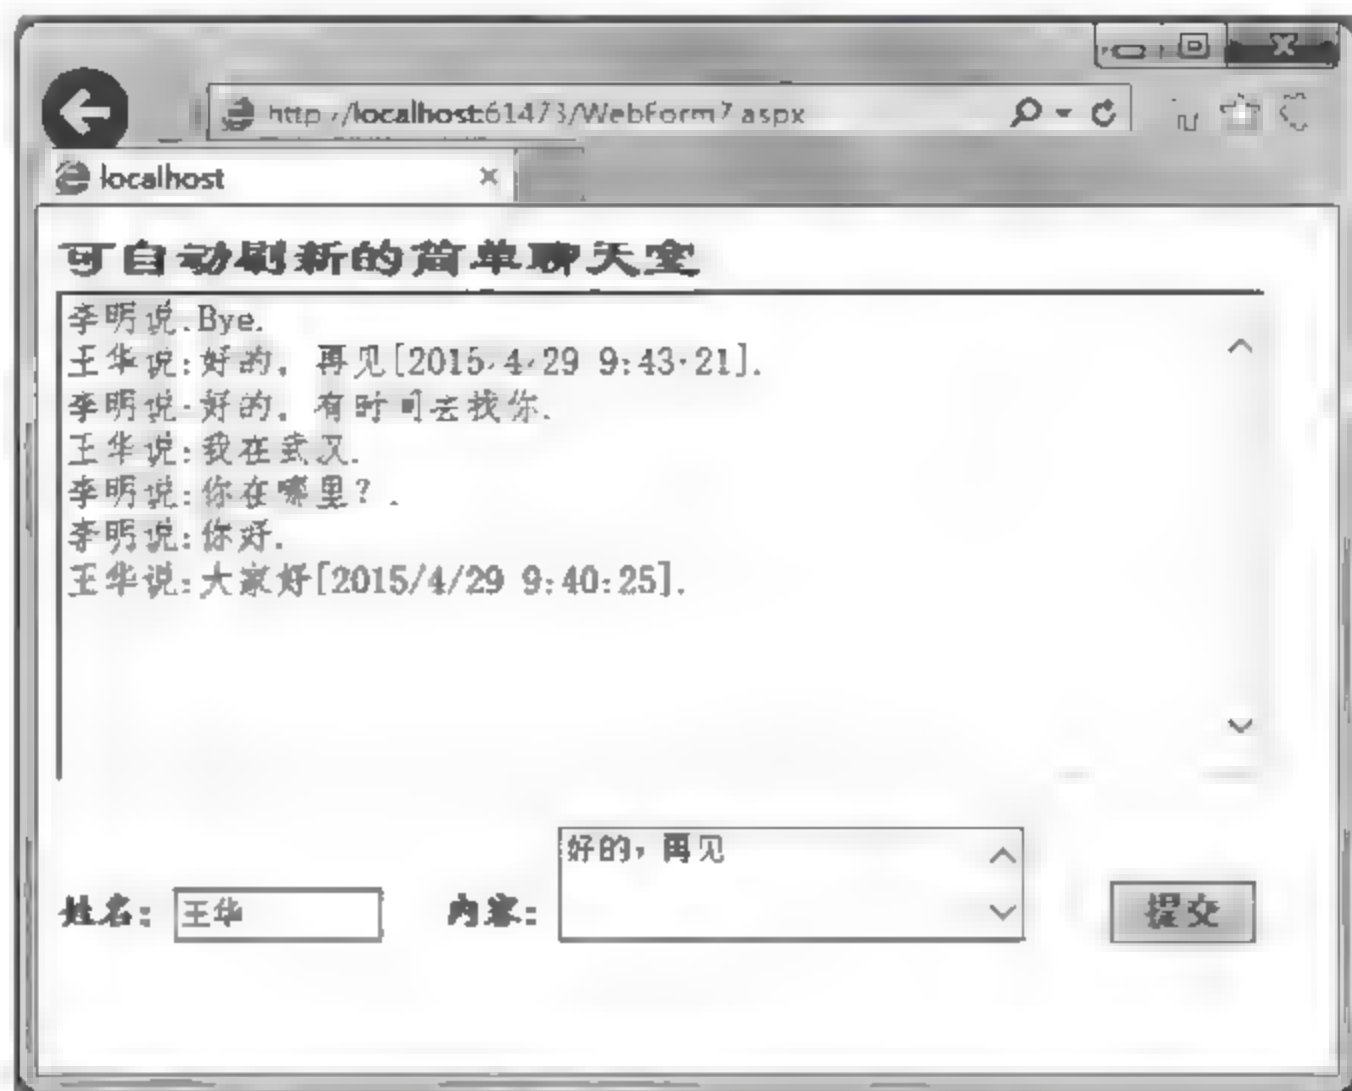 http://localhost:61473/WebForm7.aspx
localhost
可自动刷新的简单聊天室
李明说:Bye.
王华说:好的，再见[2015/4/29 9:43:21].
李明说:好的，有时间去找你.
王华说:我在武汉.
李明说:你在哪里？.
李明说:你好.
王华说:大家好[2015/4/29 9:40:25].
好的，再见
姓名：王华 内容： 提交